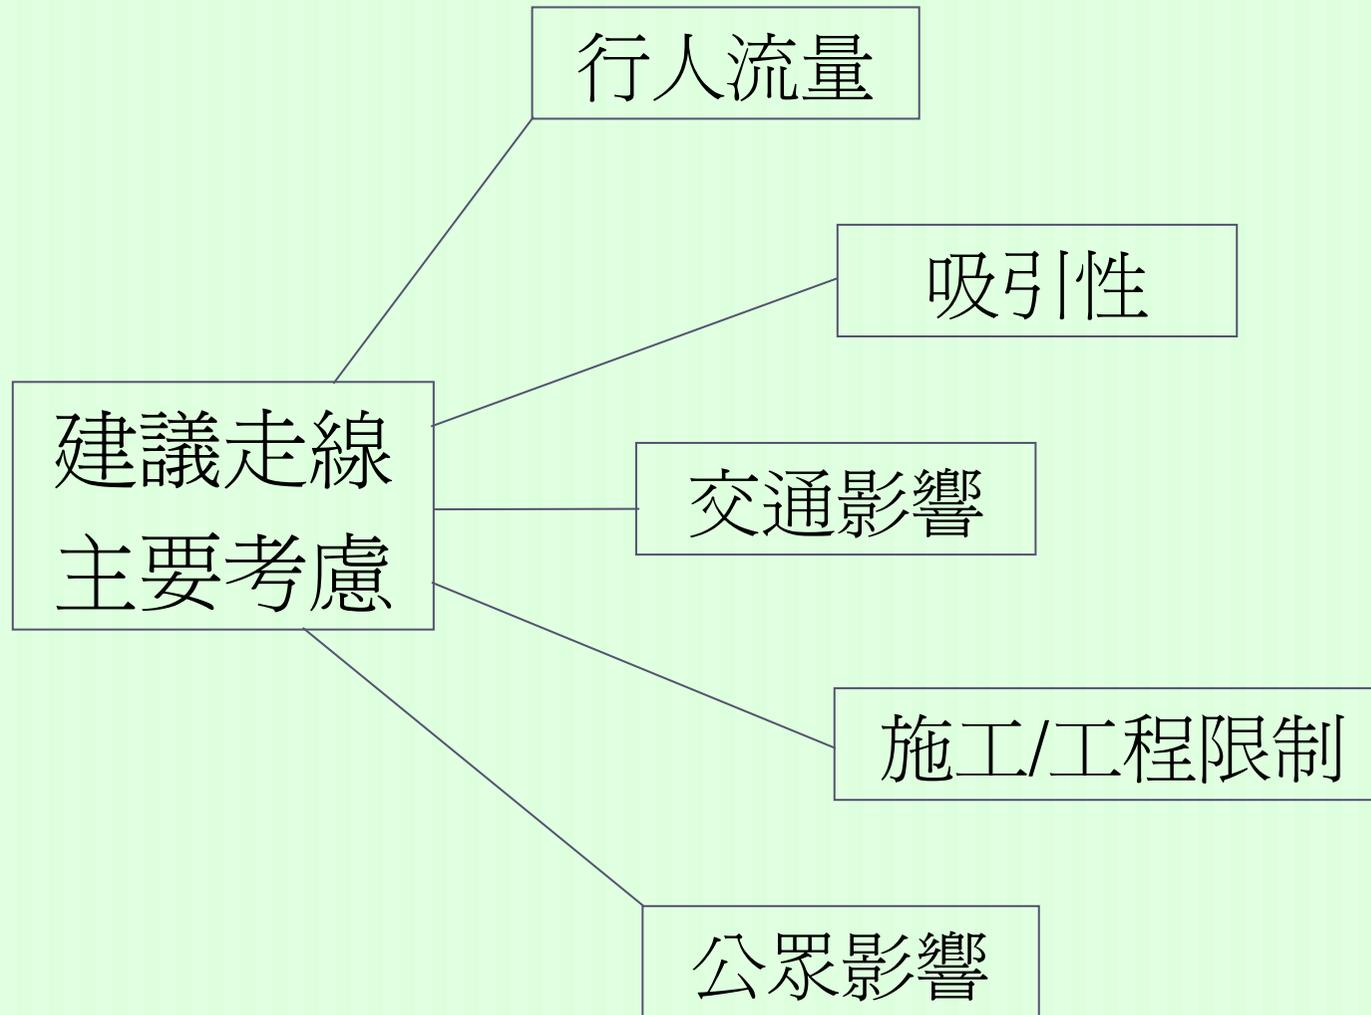 行人流量
吸引性
建議走線
主要考慮
交通影響
施工/工程限制
公眾影響